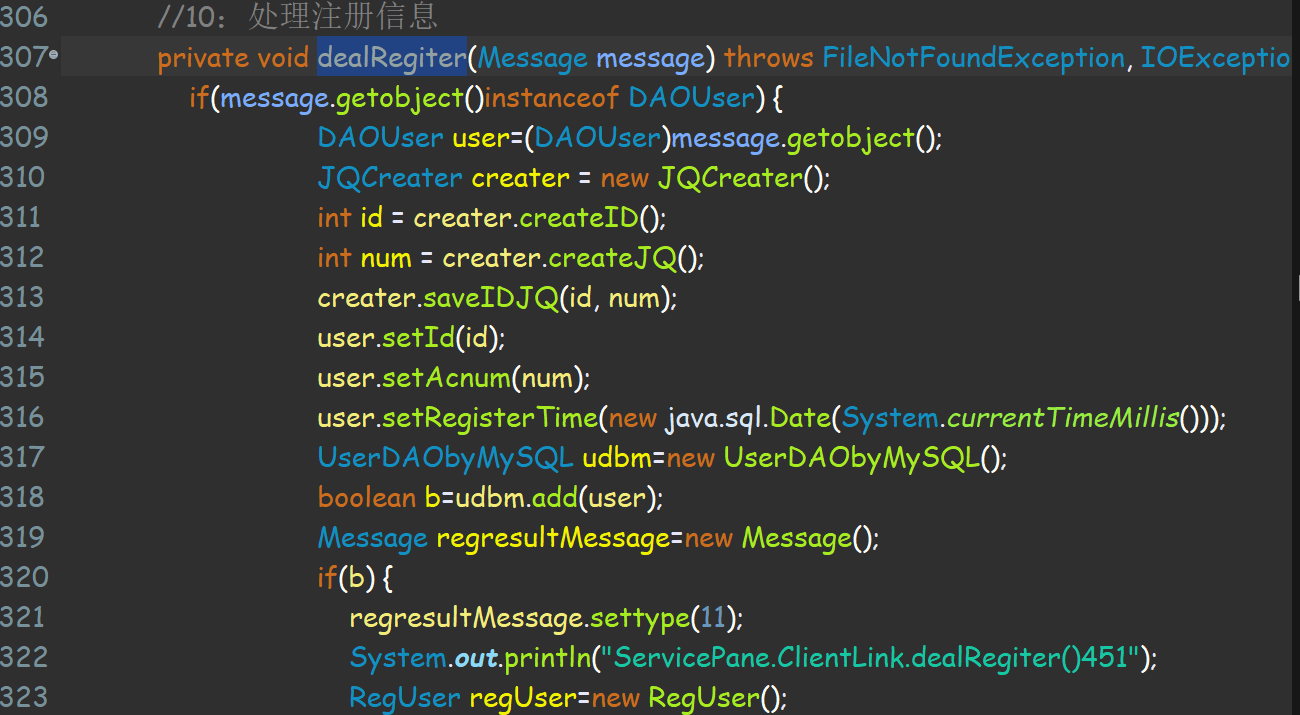 306 //10：处理注册信息
307 private void dealRegiter(Message message) throws FileNotFoundException, IOExceptio
308 if(message.getobject()instanceof DAOUser) {
309 DAOUser user=(DAOUser)message.getobject();
310 JQCreater creater = new JQCreater();
311 int id = creater.createID();
312 int num = creater.createJQ();
313 creater.saveIDJQ(id, num);
314 user.setId(id);
315 user.setAcnum(num);
316 user.setRegisterTime(new java.sql.Date(System.currentTimeMillis()));
317 UserDAObyMySQL udbm=new UserDAObyMySQL();
318 boolean b=udbm.add(user);
319 Message regresultMessage=new Message();
320 if(b) {
321 regresultMessage.settype(11);
322 System.out.println("ServicePane.ClientLink.dealRegiter()451");
323 RegUser regUser=new RegUser();